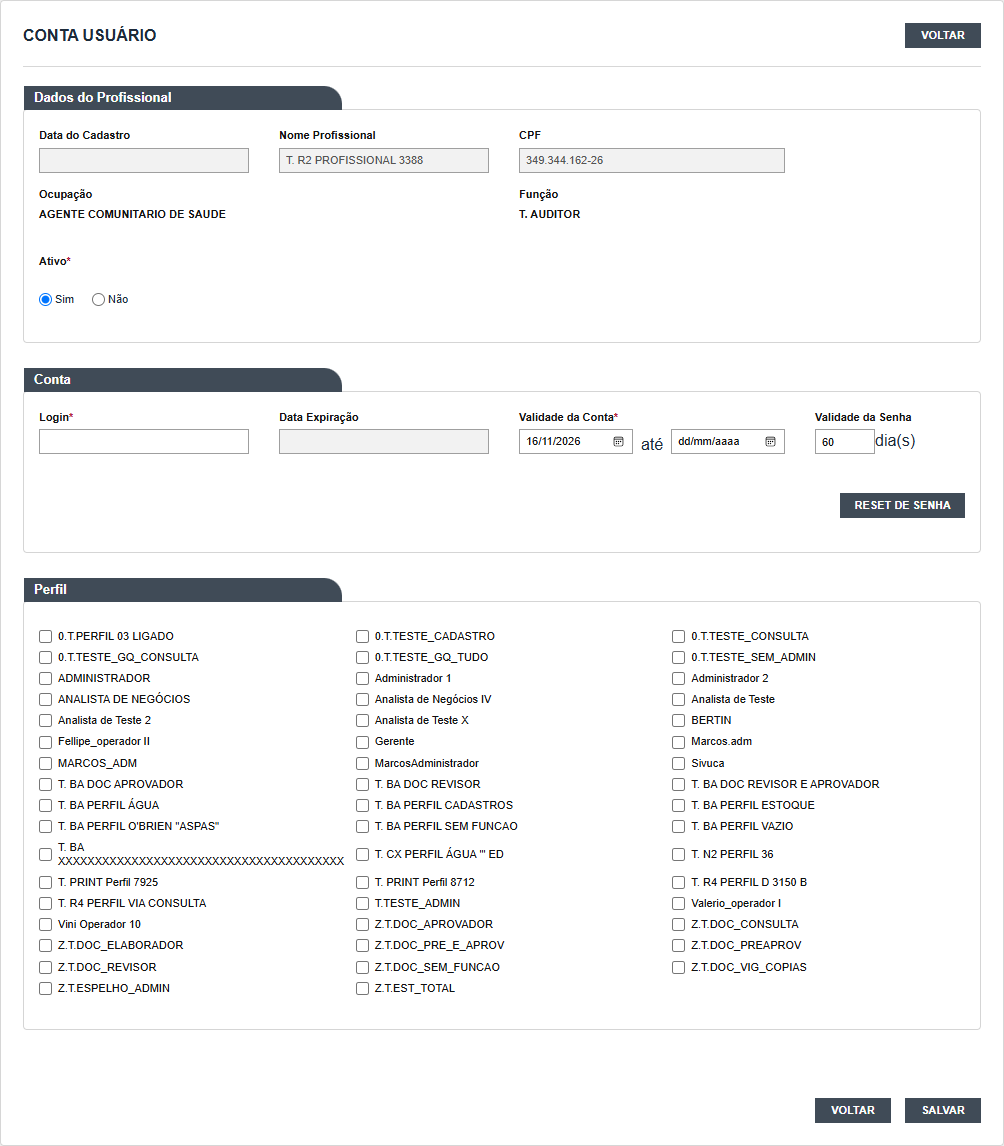 CONTA USUÁRIO
VOLTAR
Dados do Profissional
Data do Cadastro
Nome Profissional
CPF
T. R2 PROFISSIONAL 3388
349.344.162-26
Ocupação
Função
AGENTE COMUNITARIO DE SAUDE
T. AUDITOR
Ativo*
Sim
Não
Conta
Login*
Data Expiração
Validade da Conta*
Validade da Senha
16/11/2026
até
dd/mm/aaaa
60
dia(s)
RESET DE SENHA
Perfil
0.T.PERFIL 03 LIGADO
0.T.TESTE_CADASTRO
0.T.TESTE_CONSULTA
0.T.TESTE_GQ_CONSULTA
0.T.TESTE_GQ_TUDO
0.T.TESTE_SEM_ADMIN
ADMINISTRADOR
Administrador 1
Administrador 2
ANALISTA DE NEGÓCIOS
Analista de Negócios IV
Analista de Teste
Analista de Teste 2
Analista de Teste X
BERTIN
Fellipe_operador II
Gerente
Marcos.adm
MARCOS_ADM
MarcosAdministrador
Sivuca
T. BA DOC APROVADOR
T. BA DOC REVISOR
T. BA DOC REVISOR E APROVADOR
T. BA PERFIL ÁGUA
T. BA PERFIL CADASTROS
T. BA PERFIL ESTOQUE
T. BA PERFIL O'BRIEN "ASPAS"
T. BA PERFIL SEM FUNCAO
T. BA PERFIL VAZIO
T. BA
XXXXXXXXXXXXXXXXXXXXXXXXXXXXXXXXXXXXXXX
T. CX PERFIL ÁGUA '" ED
T. N2 PERFIL 36
T. PRINT Perfil 7925
T. PRINT Perfil 8712
T. R4 PERFIL D 3150 B
T. R4 PERFIL VIA CONSULTA
T.TESTE_ADMIN
Valerio_operador I
Vini Operador 10
Z.T.DOC_APROVADOR
Z.T.DOC_CONSULTA
Z.T.DOC_ELABORADOR
Z.T.DOC_PRE_E_APROV
Z.T.DOC_PREAPROV
Z.T.DOC_REVISOR
Z.T.DOC_SEM_FUNCAO
Z.T.DOC_VIG_COPIAS
Z.T.ESPELHO_ADMIN
Z.T.EST_TOTAL
VOLTAR
SALVAR